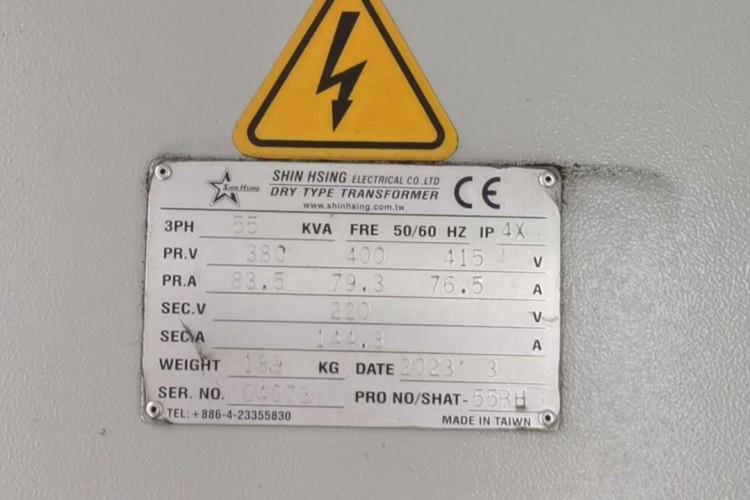 SHIN HSING ELECTRICAL CO.,LTD
SHIN HSING
DRY TYPE TRANSFORMER
www.shinhsing.com.tw
CE
3PH 55 KVA FRE 50/60 HZ IP 4X
PR.V 380 400 415 V
PR.A 83.5 79.3 76.5 A
SEC.V 220 V
SEC.A 144.3 A
WEIGHT 189 KG DATE 2023' 3
SER. NO. PRO NO/SHAT-55BH
TEL: +886-4-23355830
MADE IN TAIWN